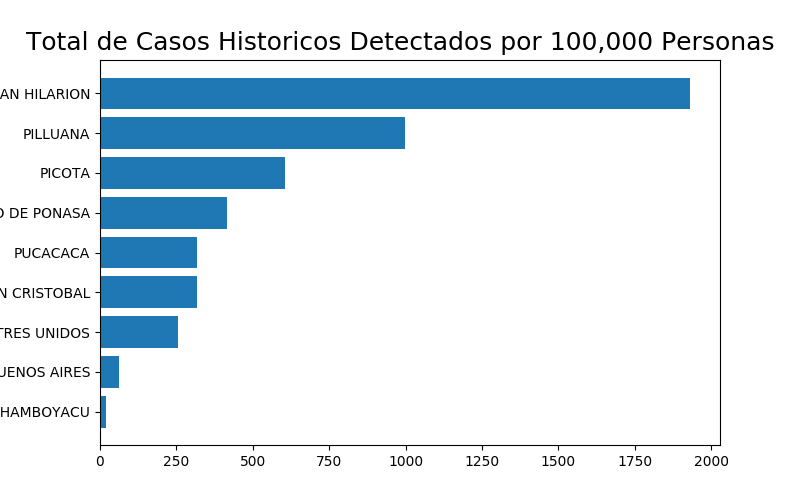 Total de Casos Historicos Detectados por 100,000 Personas
AN HILARION
PILLUANA
PICOTA
O DE PONASA
PUCACACA
N CRISTOBAL
TRES UNIDOS
UENOS AIRES
HAMBOYACU
0 250 500 750 1000 1250 1500 1750 2000